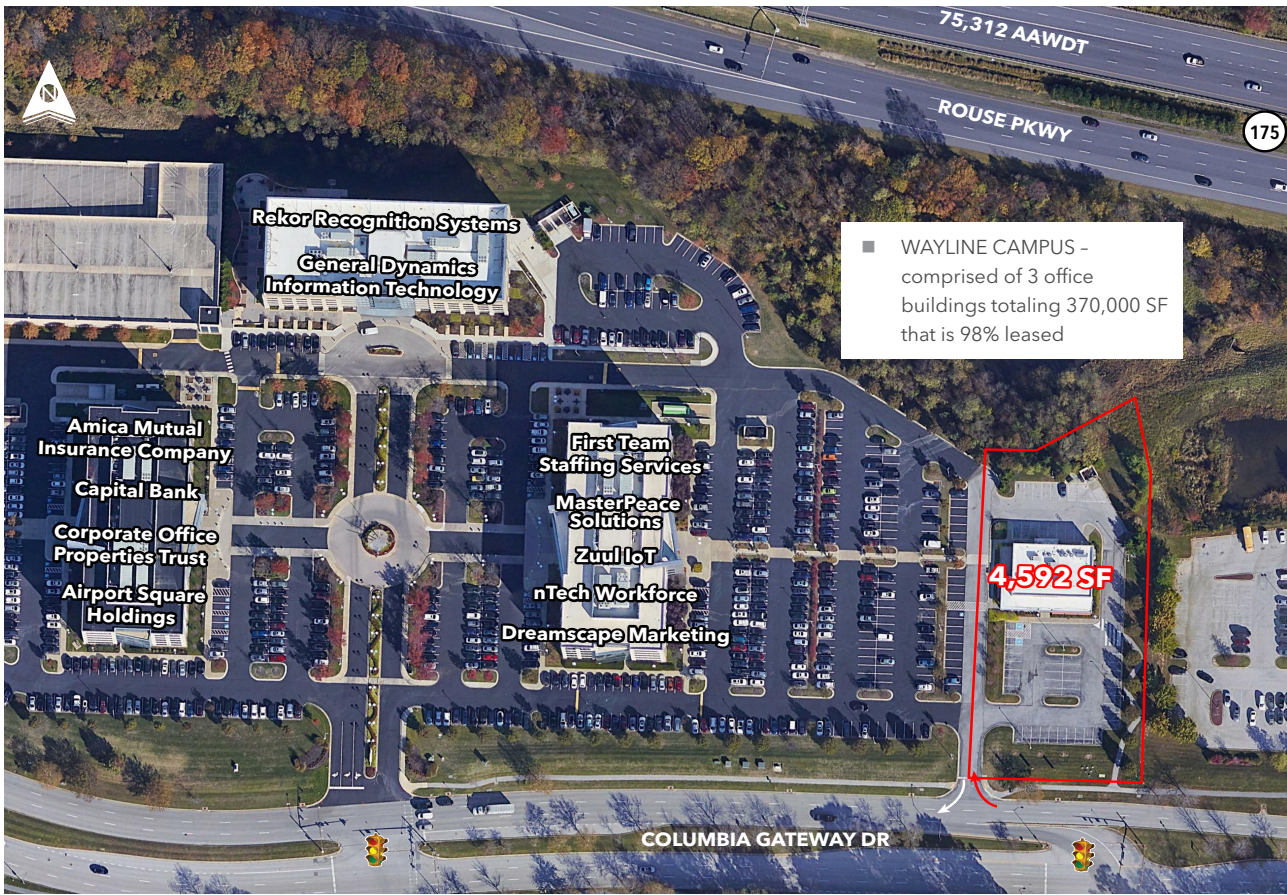 75,312 AAWDT
ROUSE PKWY
175
N
WAYLINE CAMPUS –
comprised of 3 office
buildings totaling 370,000 SF
that is 98% leased
Rekor Recognition Systems
General Dynamics
Information Technology
Amica Mutual
Insurance Company
Capital Bank
Corporate Office
Properties Trust
Airport Square
Holdings
First Team
Staffing Services
MasterPeace
Solutions
Zuul IoT
nTech Workforce
Dreamscape Marketing
4,592 SF
COLUMBIA GATEWAY DR